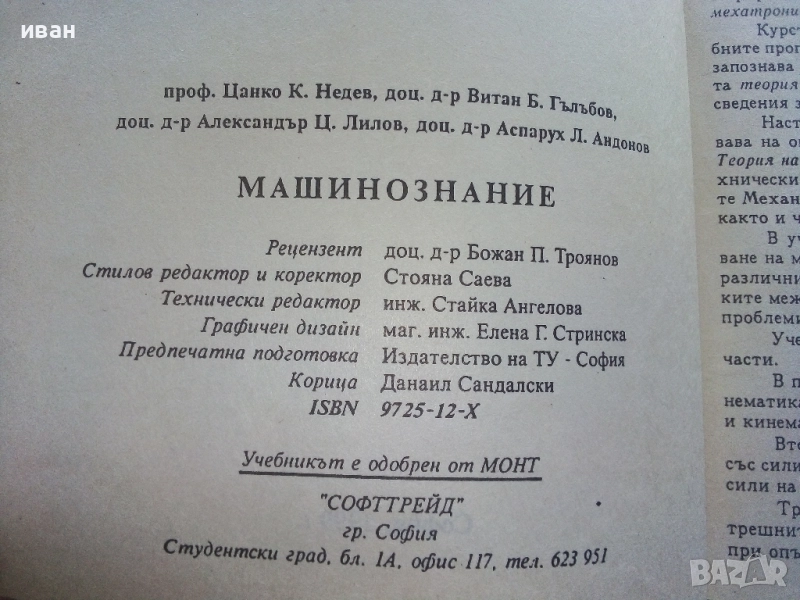 иван
проф. Цанко К. Недев, доц. д-р Витан Б. Гълъбов,
доц. д-р Александър Ц. Лилов, доц. д-р Аспарух Л. Андонов
МАШИНОЗНАНИЕ
Рецензент доц. д-р Божан П. Троянов
Стилов редактор и коректор Стояна Саева
Технически редактор инж. Стайка Ангелова
Графичен дизайн маг. инж. Елена Г. Стринска
Предпечатна подготовка Издателство на ТУ - София
Корица Данаил Сандалски
ISBN 9725-12-X
Учебникът е одобрен от МОНТ
"СОФТТРЕЙД"
гр. София
Студентски град, бл. 1А, офис 117, тел. 623 951
мехатрони
Курст
бните прог
запознава
та теория
сведения з
Наст
вава на о
Теория на
хнически
те Механ
както и ч
В уч
ване на м
различни
ките меж
проблеми
Уче
части.
В п
нематика
и кинема
Вто
със сили
сили на
Тр
трешнит
при опъ
BAZAR